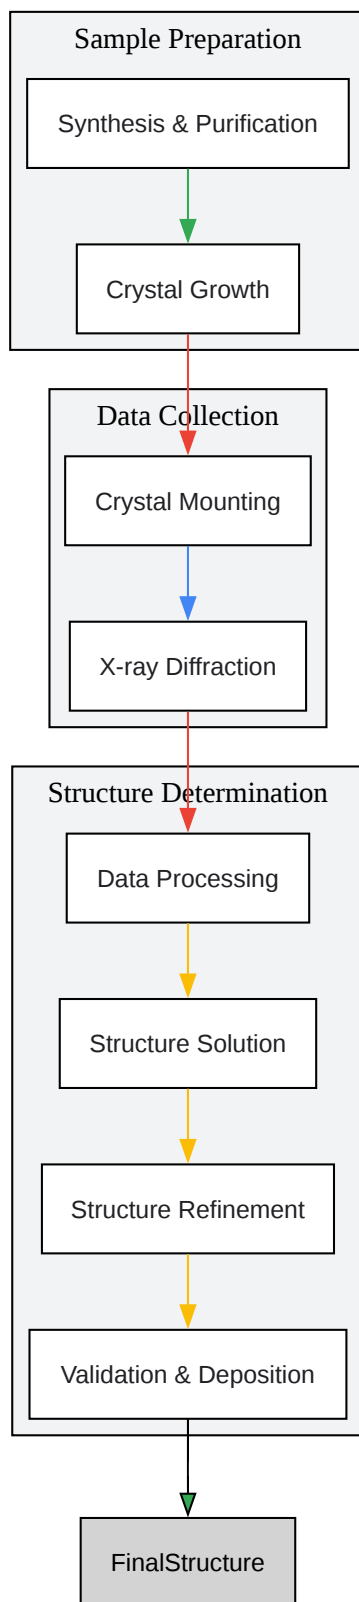 Sample Preparation
Synthesis & Purification
Crystal Growth
Data Collection
Crystal Mounting
X-ray Diffraction
Structure Determination
Data Processing
Structure Solution
Structure Refinement
Validation & Deposition
FinalStructure